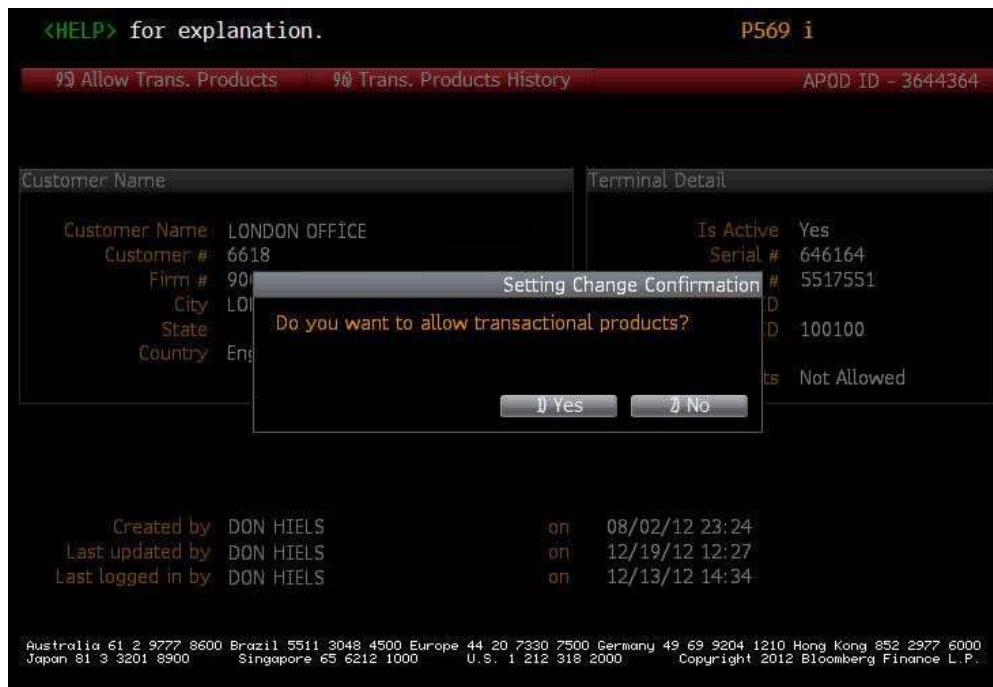 <HELP> for explanation. P569 i
95) Allow Trans. Products 96) Trans. Products History APOD ID - 3644364
Customer Name Terminal Detail
Customer Name LONDON OFFİCE Is Active Yes
Customer # 6618 Serial # 646164
Firm # # 5517551
Setting Change Confirmation
City
Do you want to allow transactional products?
State 100100
Country
Not Allowed
1) Yes 2) No
Created by DON HIELS on 08/02/12 23:24
Last updated by DON HIELS on 12/19/12 12:27
Last logged in by DON HIELS on 12/13/12 14:34
Australia 61 2 9777 8600 Brazil 5511 3048 4500 Europe 44 20 7330 7500 Germany 49 69 9204 1210 Hong Kong 852 2977 6000
Japan 81 3 3201 8900 Singapore 65 6212 1000 U.S. 1 212 318 2000 Copyright 2012 Bloomberg Finance L.P.